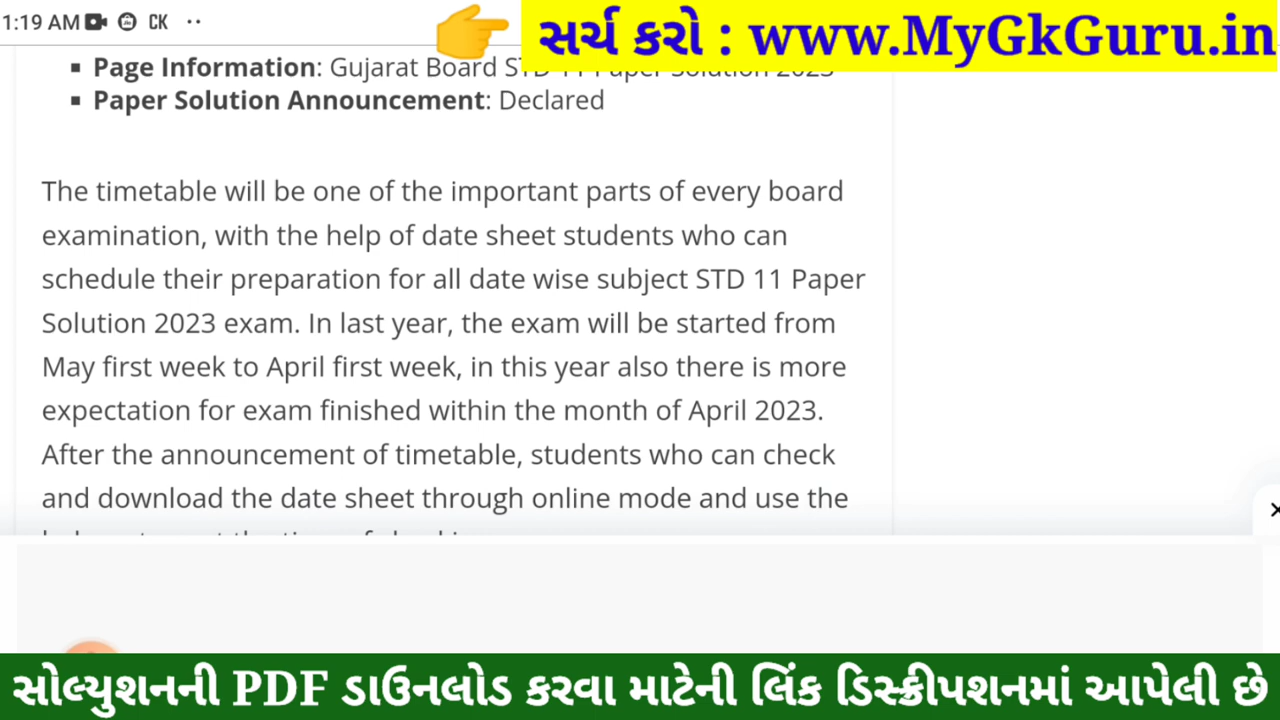 1:19 AM CK
સર્ચ કરો : www.MyGkGuru.in
▪ Page Information: Gujarat Board STD 11 Paper Solution 2023
▪ Paper Solution Announcement: Declared
The timetable will be one of the important parts of every board
examination, with the help of date sheet students who can
schedule their preparation for all date wise subject STD 11 Paper
Solution 2023 exam. In last year, the exam will be started from
May first week to April first week, in this year also there is more
expectation for exam finished within the month of April 2023.
After the announcement of timetable, students who can check
and download the date sheet through online mode and use the
સોલ્યુશનની PDF ડાઉનલોડ કરવા માટેની લિંક ડિસ્ક્રીપશનમાં આપેલી છે